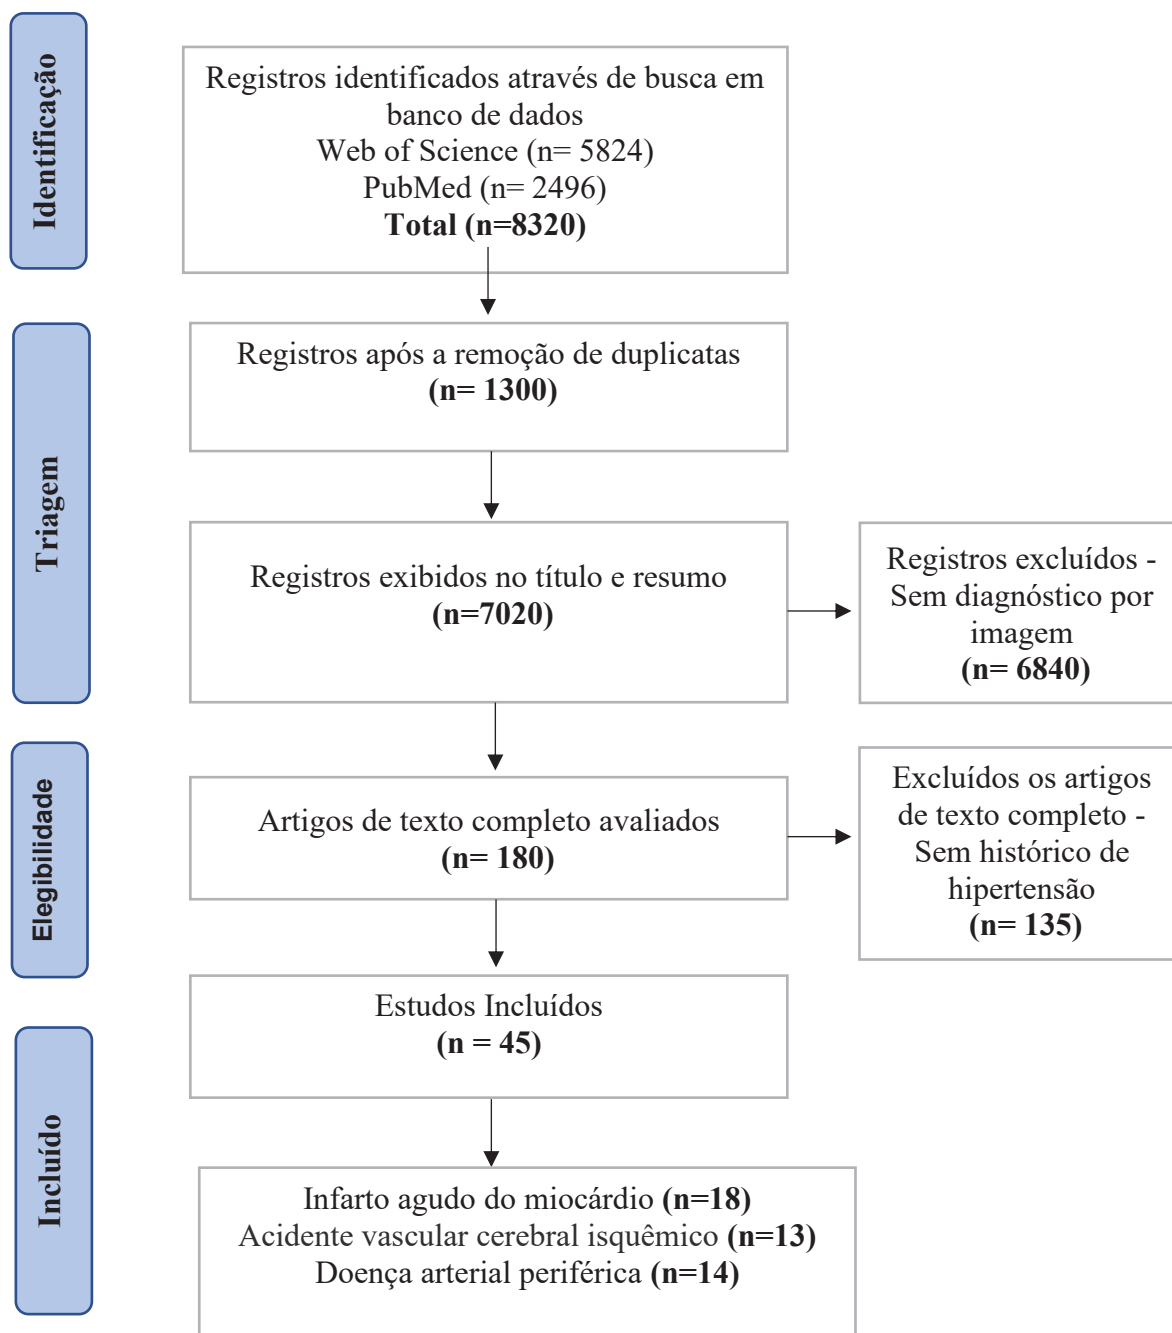 Identificação
Registros identificados através de busca em
banco de dados
Web of Science (n= 5824)
PubMed (n= 2496)
Total (n=8320)
Triagem
Registros após a remoção de duplicatas
(n= 1300)
Registros exibidos no título e resumo
(n=7020)
Registros excluídos -
Sem diagnóstico por
imagem
(n= 6840)
Elegibilidade
Artigos de texto completo avaliados
(n= 180)
Excluídos os artigos
de texto completo -
Sem histórico de
hipertensão
(n= 135)
Incluído
Estudos Incluídos
(n = 45)
Infarto agudo do miocárdio (n=18)
Acidente vascular cerebral isquêmico (n=13)
Doença arterial periférica (n=14)